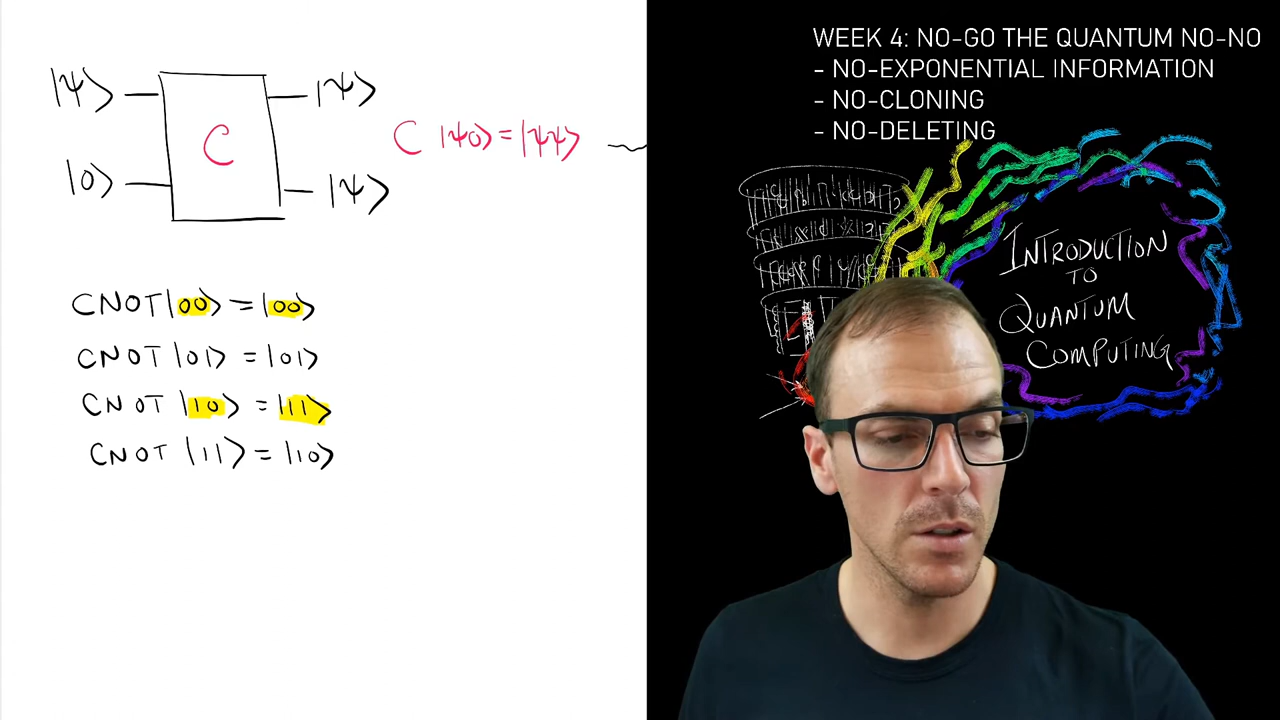 |ψ⟩ |ψ⟩
C
|0⟩ |ψ⟩
C |ψ0⟩ = |ψψ⟩
CNOT |00⟩ = |00⟩
CNOT |01⟩ = |01⟩
CNOT |10⟩ = |11⟩
CNOT |11⟩ = |10⟩
WEEK 4: NO-GO THE QUANTUM NO-NO
- NO-EXPONENTIAL INFORMATION
- NO-CLONING
- NO-DELETING
INTRODUCTION
TO
QUANTUM
COMPUTING